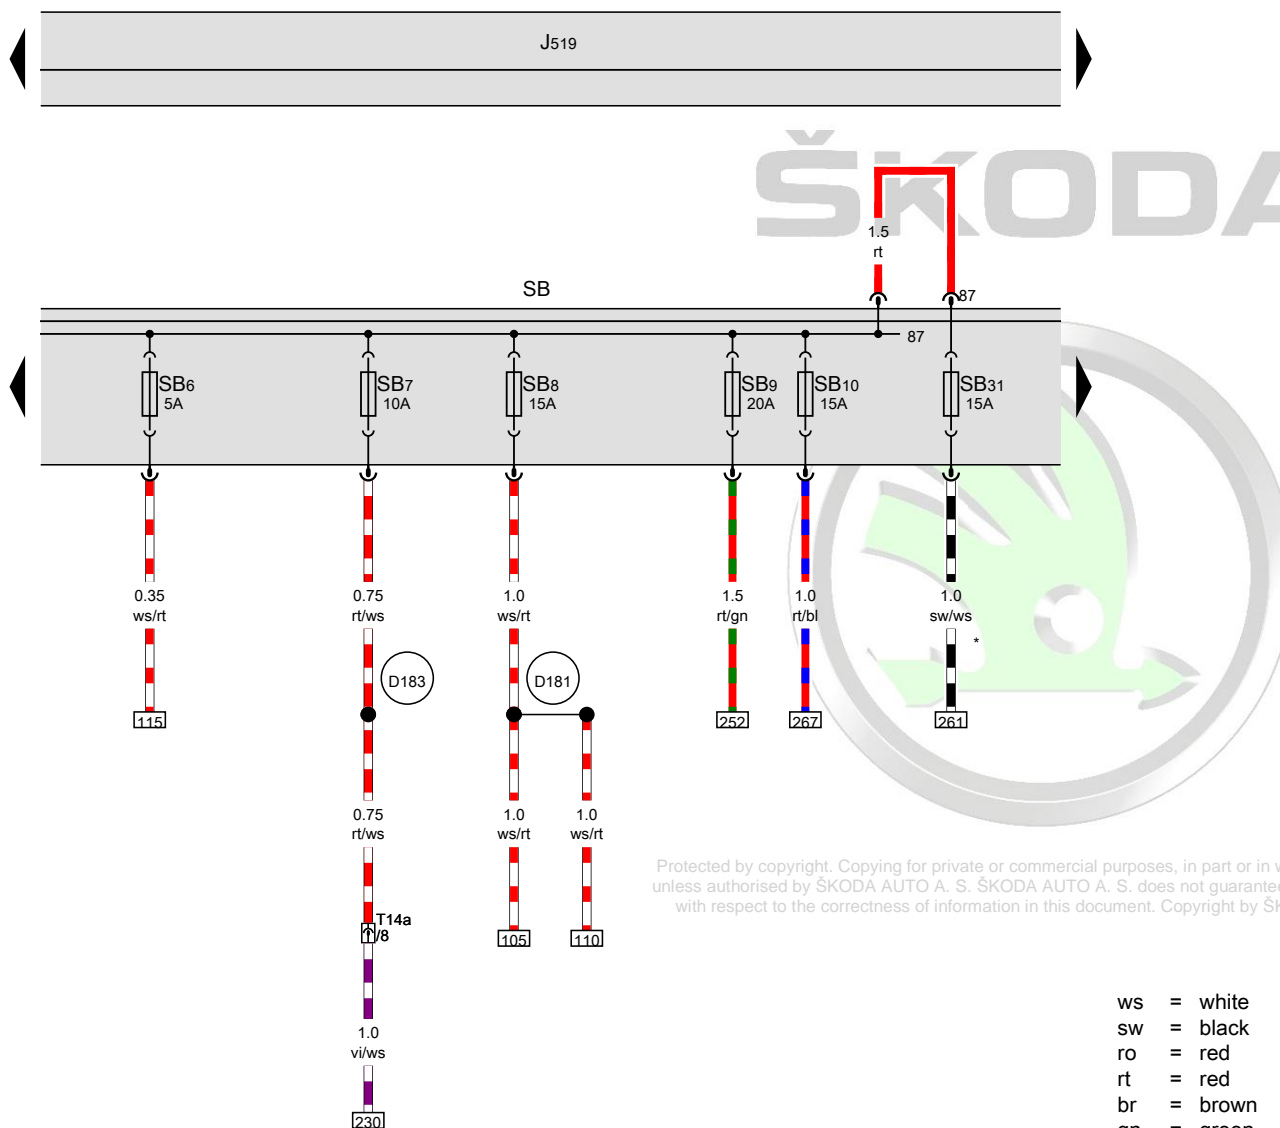 J519
ŠKODA
1.5
rt
SB
87
87
SB6
5A
SB7
10A
SB8
15A
SB9
20A
SB10
15A
SB31
15A
0.35
ws/rt
0.75
rt/ws
1.0
ws/rt
1.5
rt/gn
1.0
rt/bl
1.0
sw/ws
*
D183
D181
115
252
267
261
0.75
rt/ws
1.0
ws/rt
1.0
ws/rt
Protected by copyright. Copying for private or commercial purposes, in part or in
unless authorised by ŠKODA AUTO A. S. ŠKODA AUTO A. S. does not guarantee
with respect to the correctness of information in this document. Copyright by
T14a
/8
105
110
1.0
vi/ws
230
ws = white
sw = black
ro = red
rt = red
br = brown
gn = green